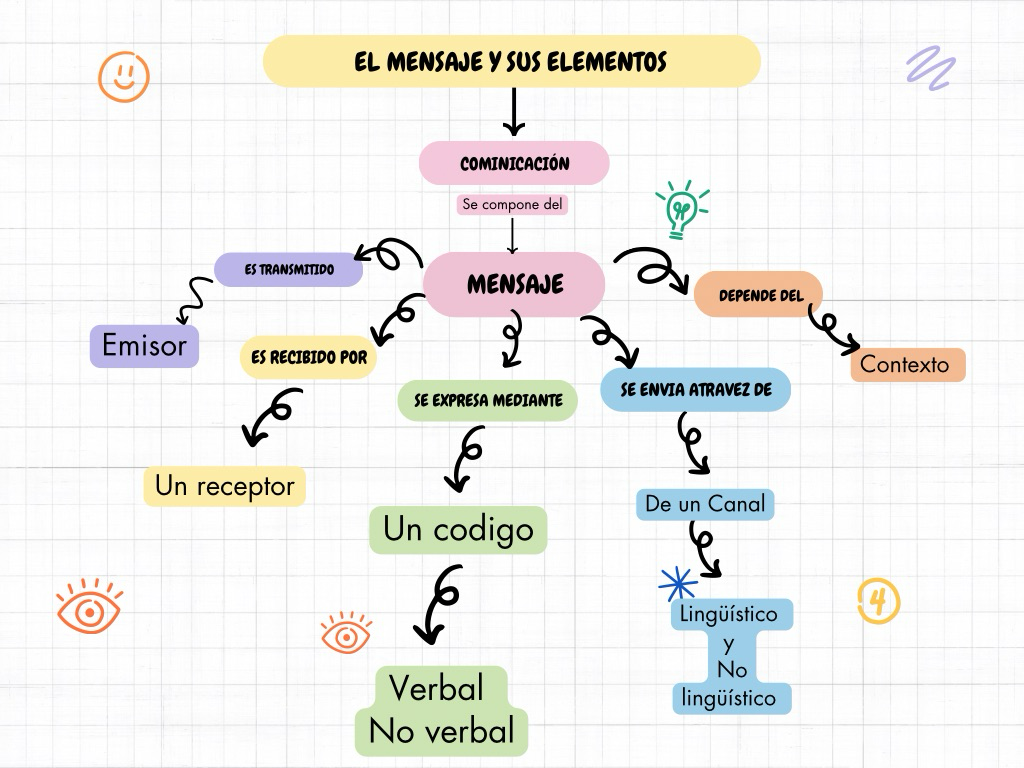 EL MENSAJE Y SUS ELEMENTOS
COMINICACIÓN
Se compone del
MENSAJE
ES TRANSMITIDO
Emisor
ES RECIBIDO POR
Un receptor
SE EXPRESA MEDIANTE
Un codigo
Verbal
No verbal
SE ENVIA ATRAVEZ DE
De un Canal
Lingüístico
y
No
lingüístico
DEPENDE DEL
Contexto
4